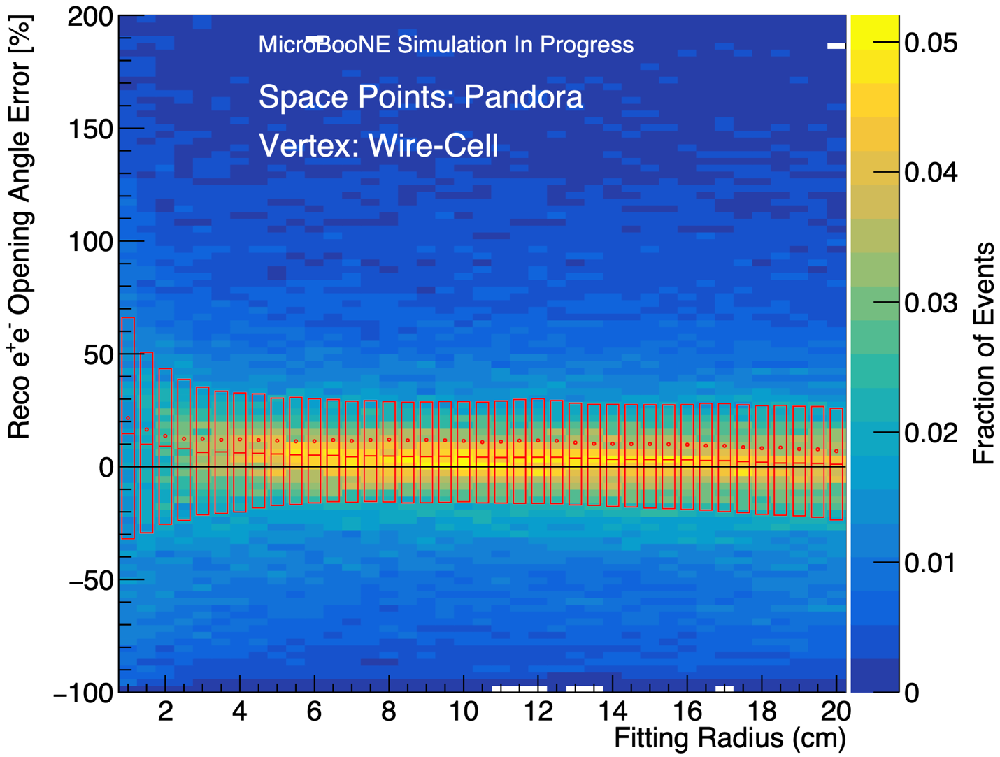 MicroBooNE Simulation In Progress
Space Points: Pandora
Vertex: Wire-Cell
Reco e+e- Opening Angle Error [%]
200
150
100
50
0
−50
−100
2 4 6 8 10 12 14 16 18 20
Fitting Radius (cm)
0.05
0.04
0.03
0.02
0.01
0
Fraction of Events